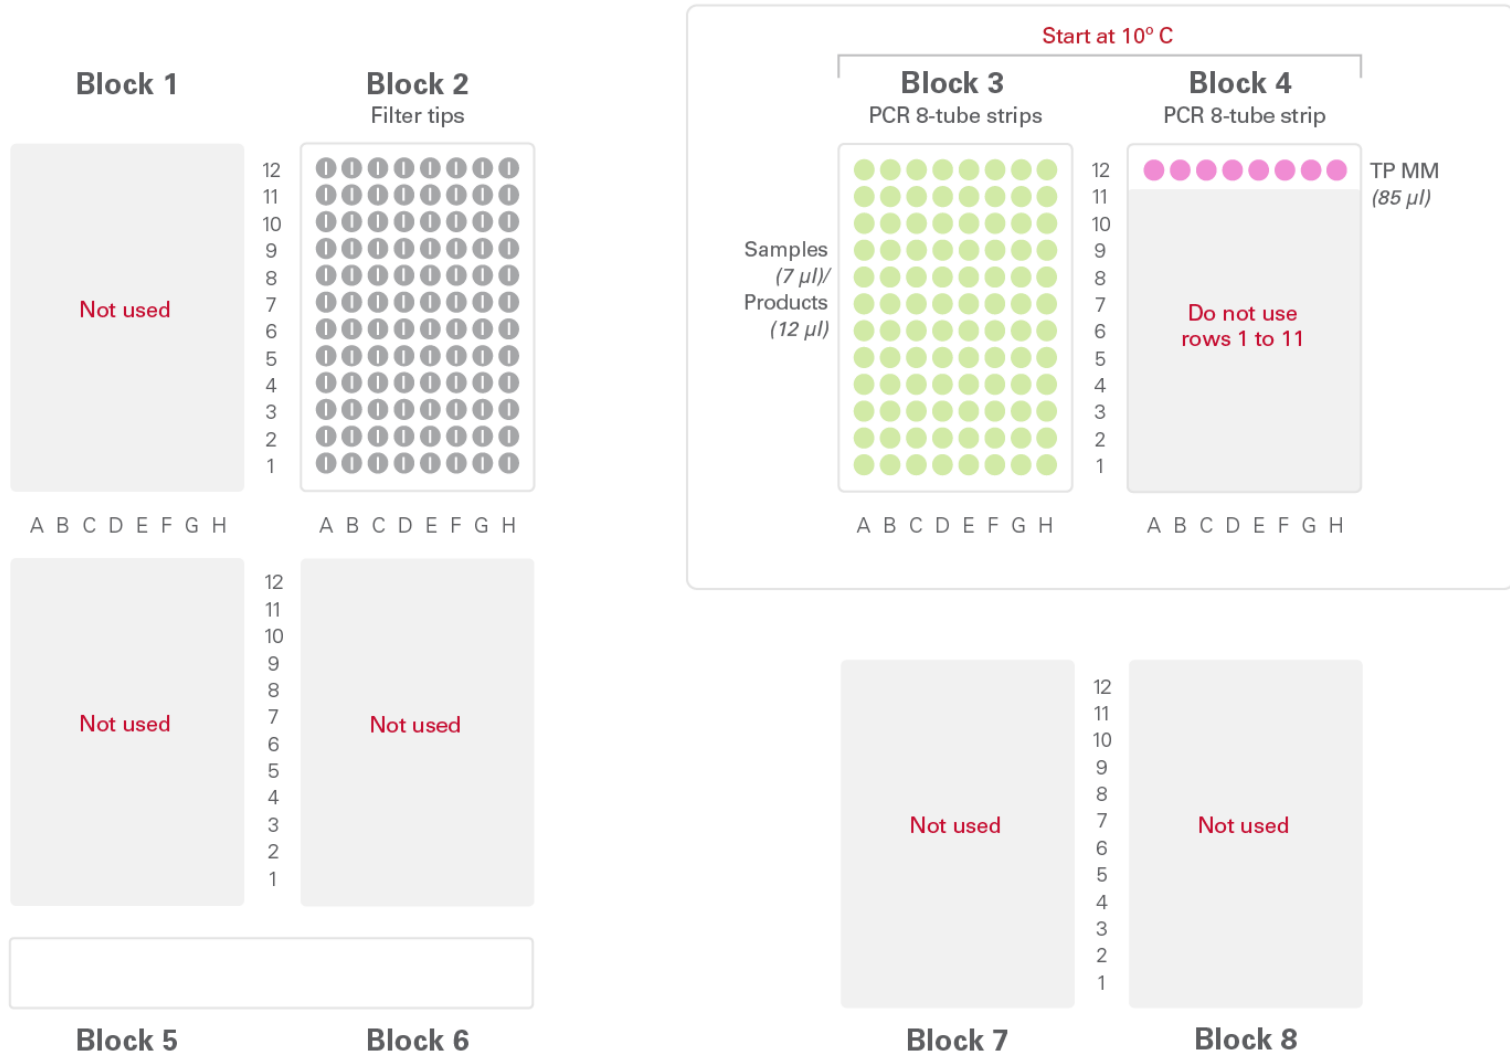 Start at 10º C
Block 1
Block 2
Filter tips
Block 3
PCR 8-tube strips
Block 4
PCR 8-tube strip
Not used
12
11
10
9
8
7
6
5
4
3
2
1
Samples
(7 µl)/
Products
(12 µl)
12
11
10
9
8
7
6
5
4
3
2
1
TP MM
(85 µl)
Do not use
rows 1 to 11
A B C D E F G H
A B C D E F G H
A B C D E F G H
A B C D E F G H
Not used
12
11
10
9
8
7
6
5
4
3
2
1
Not used
Not used
12
11
10
9
8
7
6
5
4
3
2
1
Not used
Block 5
Block 6
Block 7
Block 8